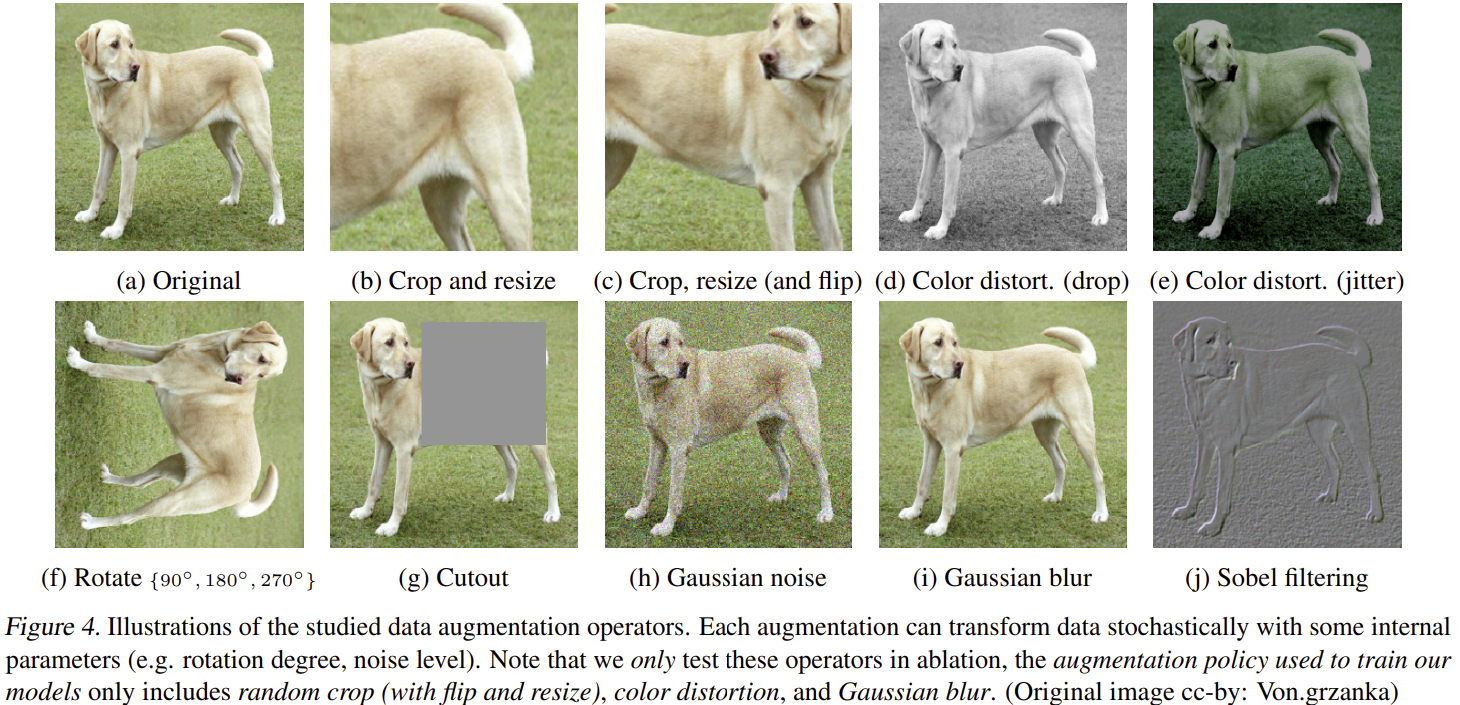 (a) Original
(b) Crop and resize
(c) Crop, resize (and flip)
(d) Color distort. (drop)
(e) Color distort. (jitter)
(f) Rotate {90°, 180°, 270°}
(g) Cutout
(h) Gaussian noise
(i) Gaussian blur
(j) Sobel filtering
Figure 4. Illustrations of the studied data augmentation operators. Each augmentation can transform data stochastically with some internal
parameters (e.g. rotation degree, noise level). Note that we only test these operators in ablation, the augmentation policy used to train our
models only includes random crop (with flip and resize), color distortion, and Gaussian blur. (Original image cc-by: Von.grzanka)